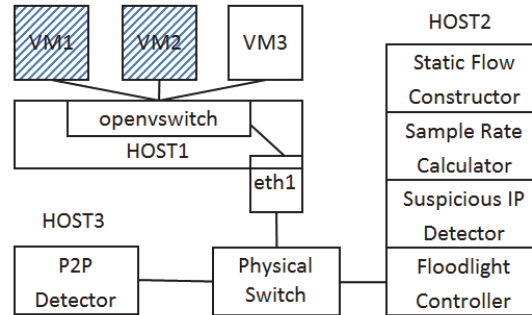 HOST2
VM1
VM2
VM3
Static Flow
Constructor
openvswitch
HOST1
Sample Rate
Calculator
eth1
Suspicious IP
Detector
HOST3
P2P
Detector
Physical
Switch
Floodlight
Controller